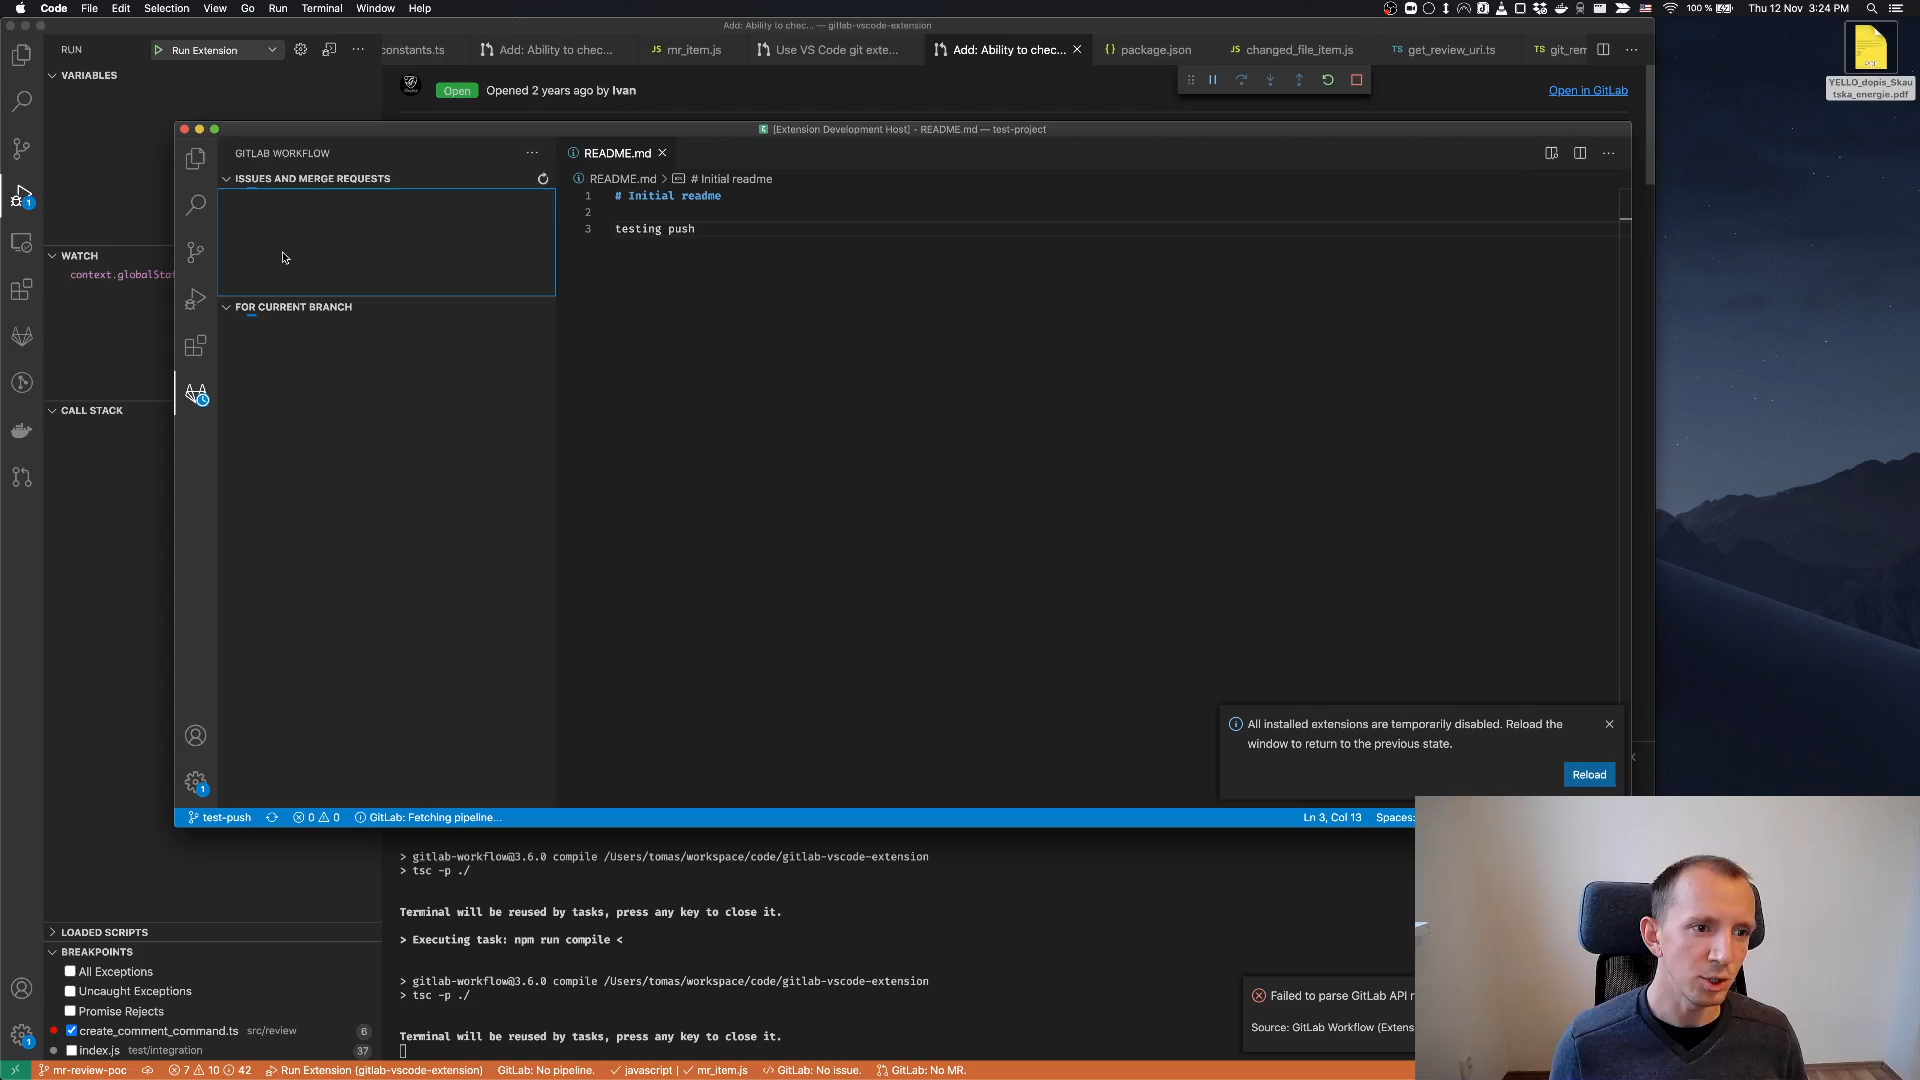 Code File Edit Selection View Go Run Terminal Window Help
100 %
Thu 12 Nov 3:24 PM
Add: Ability to chec... — gitlab-vscode-extension
RUN
Run Extension
constants.ts
Add: Ability to chec...
mr_item.js
Use VS Code git exte...
Add: Ability to chec...
package.json
changed_file_item.js
get_review_uri.ts
VARIABLES
Open
Opened 2 years ago by Ivan
Open in GitLab
PDF
YELLO_dopis_Skau
tska_energie.pdf
[Extension Development Host] - README.md — test-project
GITLAB WORKFLOW
README.md
ISSUES AND MERGE REQUESTS
README.md > # Initial readme
1 # Initial readme
2
3 testing push
1
WATCH
context.globalSta
FOR CURRENT BRANCH
CALL STACK
All installed extensions are temporarily disabled. Reload the
window to return to the previous state.
Reload
1
test-push
0 0
GitLab: Fetching pipeline...
Ln 3, Col 13
Spaces:
> gitlab-workflow@3.6.0 compile /Users/tomas/workspace/code/gitlab-vscode-extension
> tsc -p ./
Terminal will be reused by tasks, press any key to close it.
> Executing task: npm run compile <
> gitlab-workflow@3.6.0 compile /Users/tomas/workspace/code/gitlab-vscode-extension
> tsc -p ./
Terminal will be reused by tasks, press any key to close it.
LOADED SCRIPTS
BREAKPOINTS
All Exceptions
Uncaught Exceptions
Promise Rejects
create_comment_command.ts src/review 6
index.js test/integration 37
1
Failed to parse GitLab API
Source: GitLab Workflow (Extens
mr-review-poc
7 10 42
Run Extension (gitlab-vscode-extension)
GitLab: No pipeline.
javascript | mr_item.js
GitLab: No issue.
GitLab: No MR.